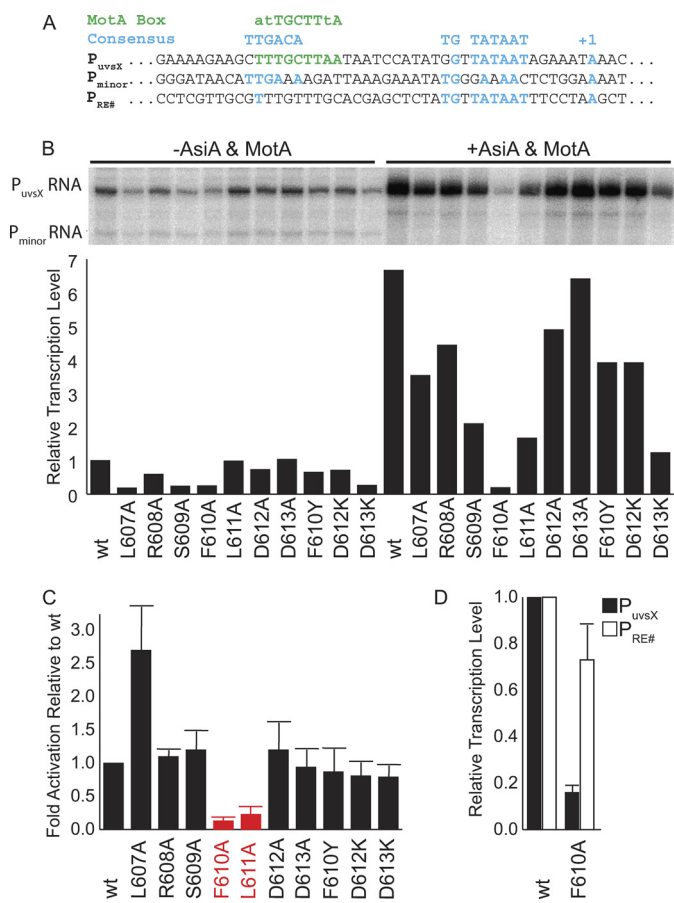 A
MotA Box atTGCTTtA
Consensus TTGACA TG TATAAT +1
PuvsX ...GAAAAGAAGCTTTGCTTAATAATCCATATGGTTATAATAGAAATAAAC...
Pminor ...GGGATAACATTGAAAAGATTAAAGAAATATGGGAAAACTCTGGAAAAT...
PRE# ...CCTCGTTGCGTTTGTTTGCACGAGCTCTATGTTATAATTTCCTAAGCT...
B
-AsiA & MotA +AsiA & MotA
PuvsX RNA
Pminor RNA
Relative Transcription Level
7
6
5
4
3
2
1
0
wt L607A R608A S609A F610A L611A D612A D613A F610Y D612K D613K wt L607A R608A S609A F610A L611A D612A D613A F610Y D612K D613K
C
Fold Activation Relative to wt
3.0
2.5
2.0
1.5
1.0
0.5
0.0
wt L607A R608A S609A F610A L611A D612A D613A F610Y D612K D613K
D
Relative Transcription Level
1.0
0.8
0.6
0.4
0.2
0.0
PuvsX
PRE#
wt F610A